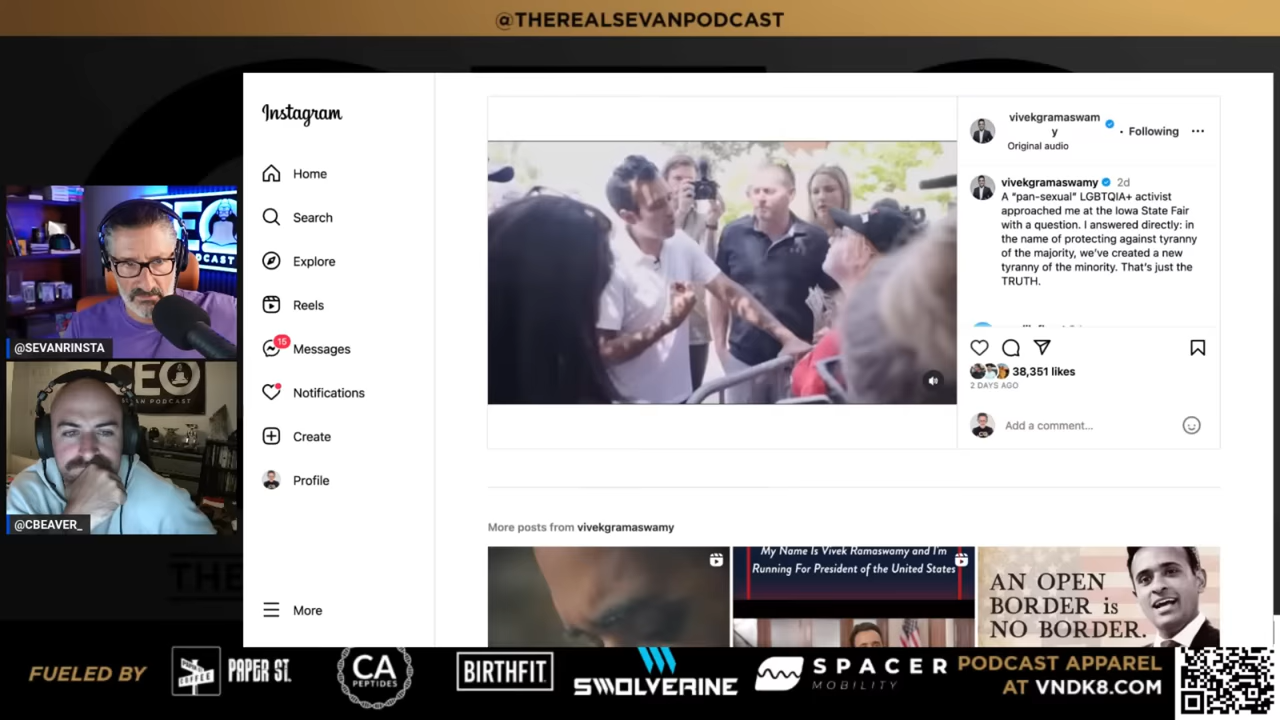 @THEREALSEVANPODCAST
Instagram
Home
Search
Explore
Reels
15
Messages
Notifications
Create
Profile
More
vivekgramaswam
y
• Following
Original audio
vivekgramaswamy 2d
A "pan-sexual" LGBTQIA+ activist
approached me at the Iowa State Fair
with a question. I answered directly: in
the name of protecting against tyranny
of the majority, we've created a new
tyranny of the minority. That's just the
TRUTH.
38,351 likes
2 DAYS AGO
Add a comment...
More posts from vivekgramaswamy
My Name Is Vivek Ramaswamy and I'm
Running For President of the United States
AN OPEN
BORDER is
NO BORDER.
@SEVANRINSTA
CEO
PODCAST
@CBEAVER_
THE
FUELED BY
PAPER ST.
COFFEE
CA
PEPTIDES
BIRTHFIT
SWOLVERINE
SPACER
MOBILITY
PODCAST APPAREL
AT VNDK8.COM